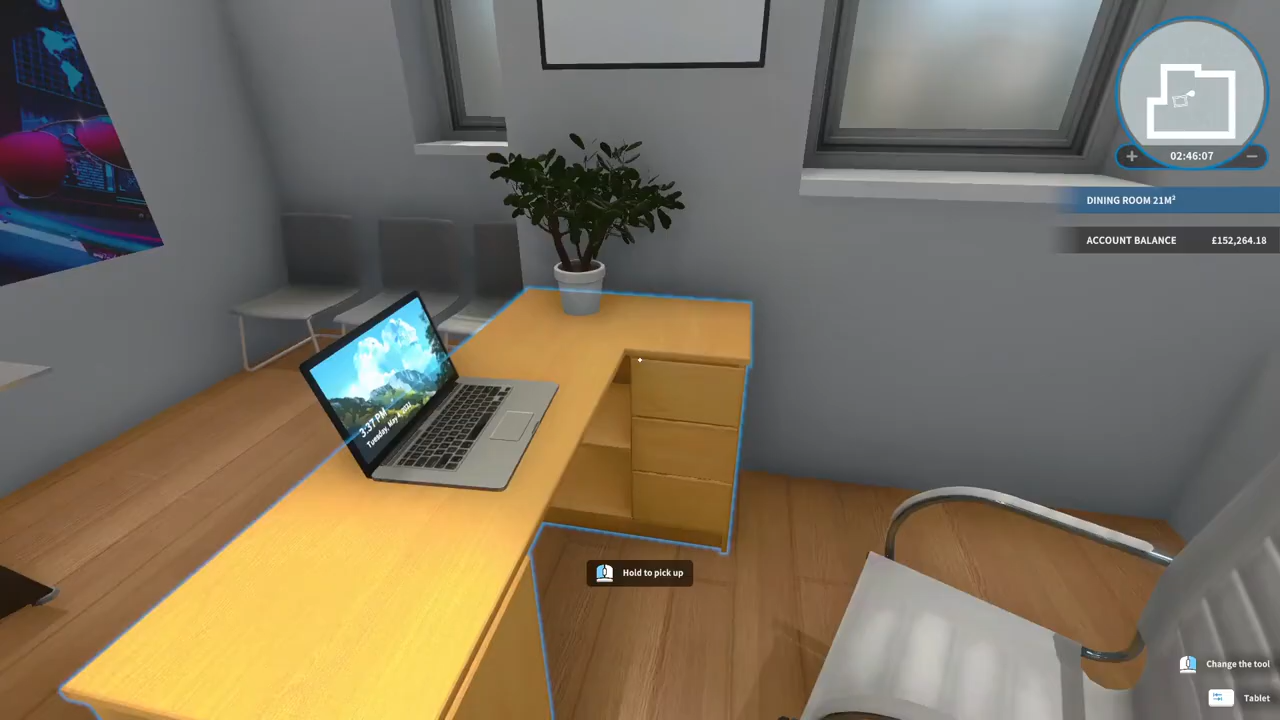 02:46:07
DINING ROOM 21M²
ACCOUNT BALANCE £152,264.18
3:37 PM
Tuesday, May
Hold to pick up
Change the tool
Tablet